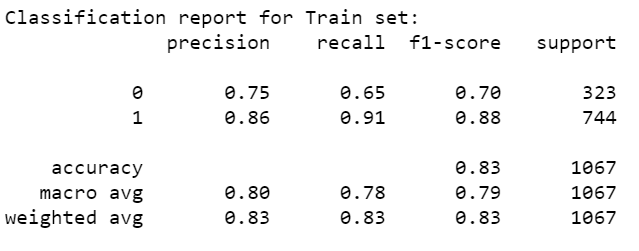 Classification report for Train set:
precision recall f1-score support
0 0.75 0.65 0.70 323
1 0.86 0.91 0.88 744
accuracy 0.83 1067
macro avg 0.80 0.78 0.79 1067
weighted avg 0.83 0.83 0.83 1067